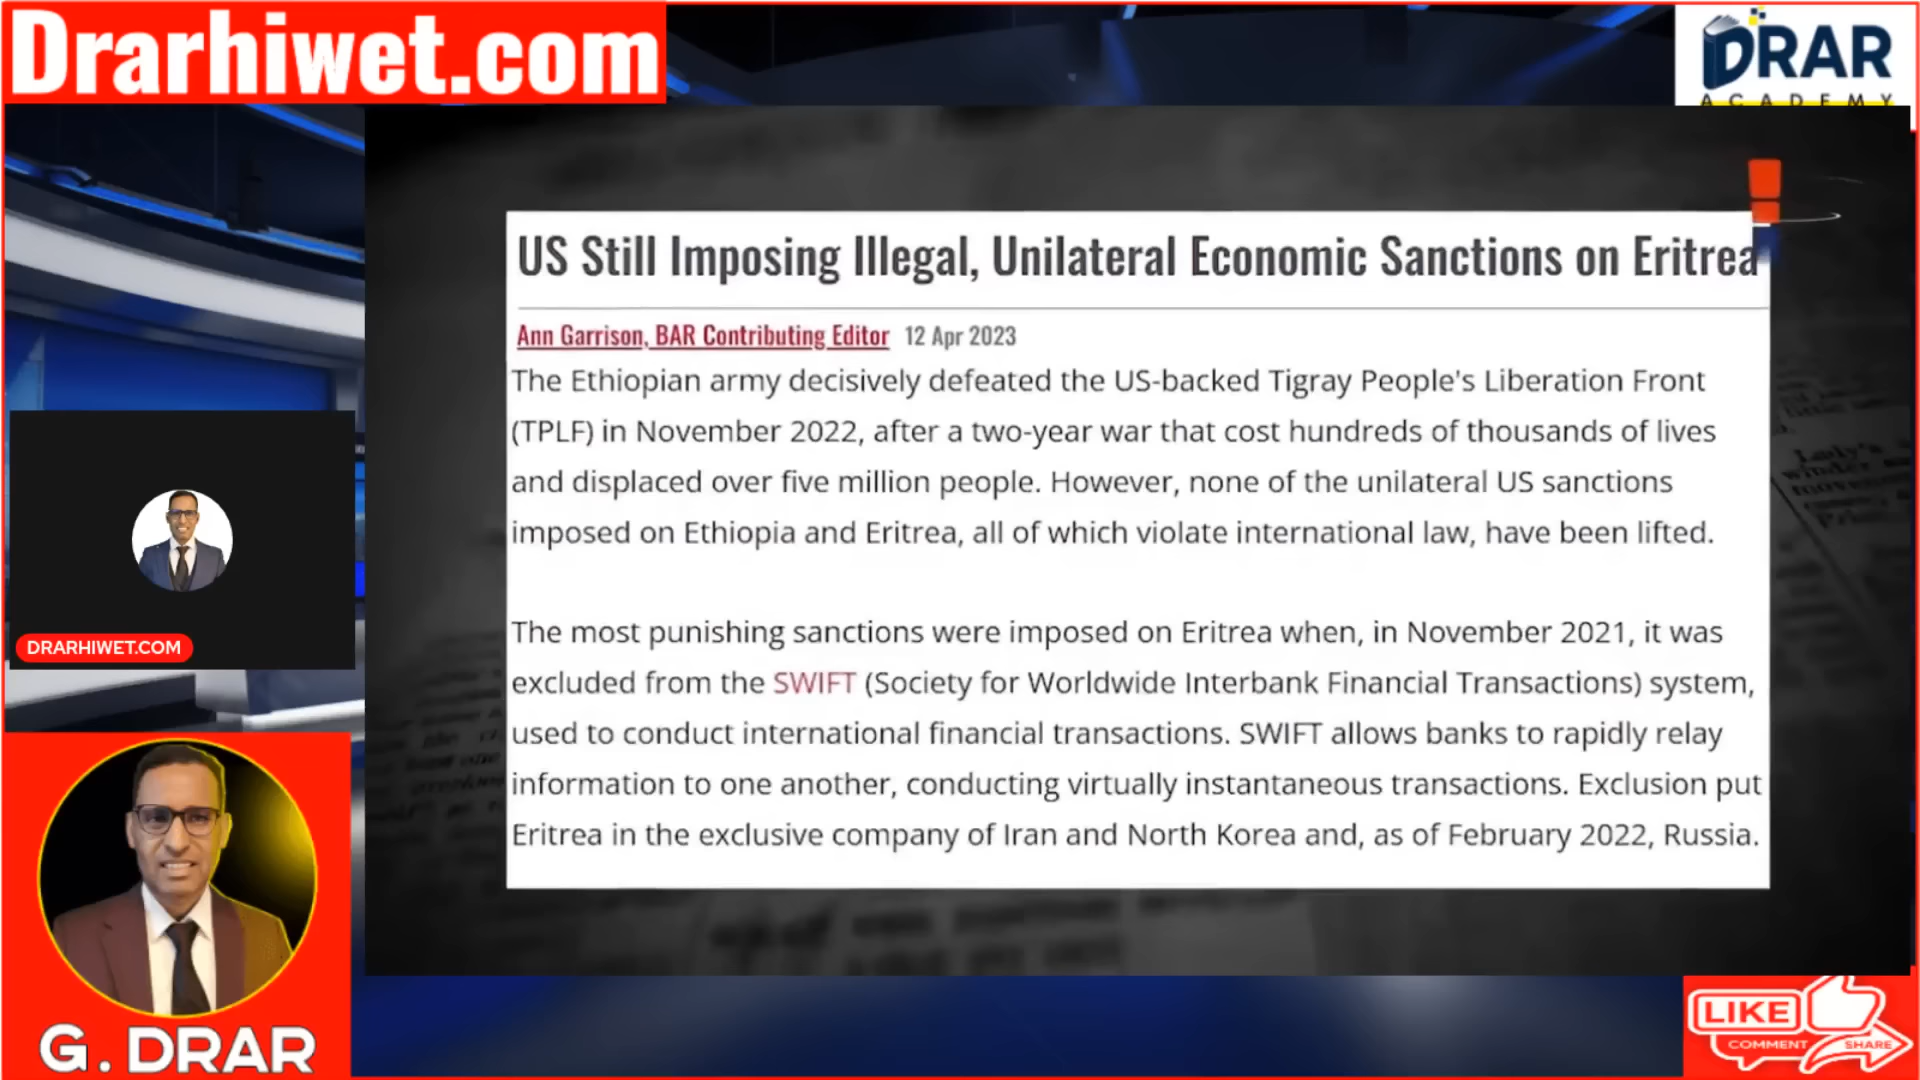 Drarhiwet.com
DRAR
ACADEMY
US Still Imposing Illegal, Unilateral Economic Sanctions on Eritrea
Ann Garrison, BAR Contributing Editor 12 Apr 2023
The Ethiopian army decisively defeated the US-backed Tigray People's Liberation Front
(TPLF) in November 2022, after a two-year war that cost hundreds of thousands of lives
and displaced over five million people. However, none of the unilateral US sanctions
imposed on Ethiopia and Eritrea, all of which violate international law, have been lifted.
The most punishing sanctions were imposed on Eritrea when, in November 2021, it was
excluded from the SWIFT (Society for Worldwide Interbank Financial Transactions) system,
used to conduct international financial transactions. SWIFT allows banks to rapidly relay
information to one another, conducting virtually instantaneous transactions. Exclusion put
Eritrea in the exclusive company of Iran and North Korea and, as of February 2022, Russia.
DRARHIWET.COM
G. DRAR
LIKE
COMMENT SHARE